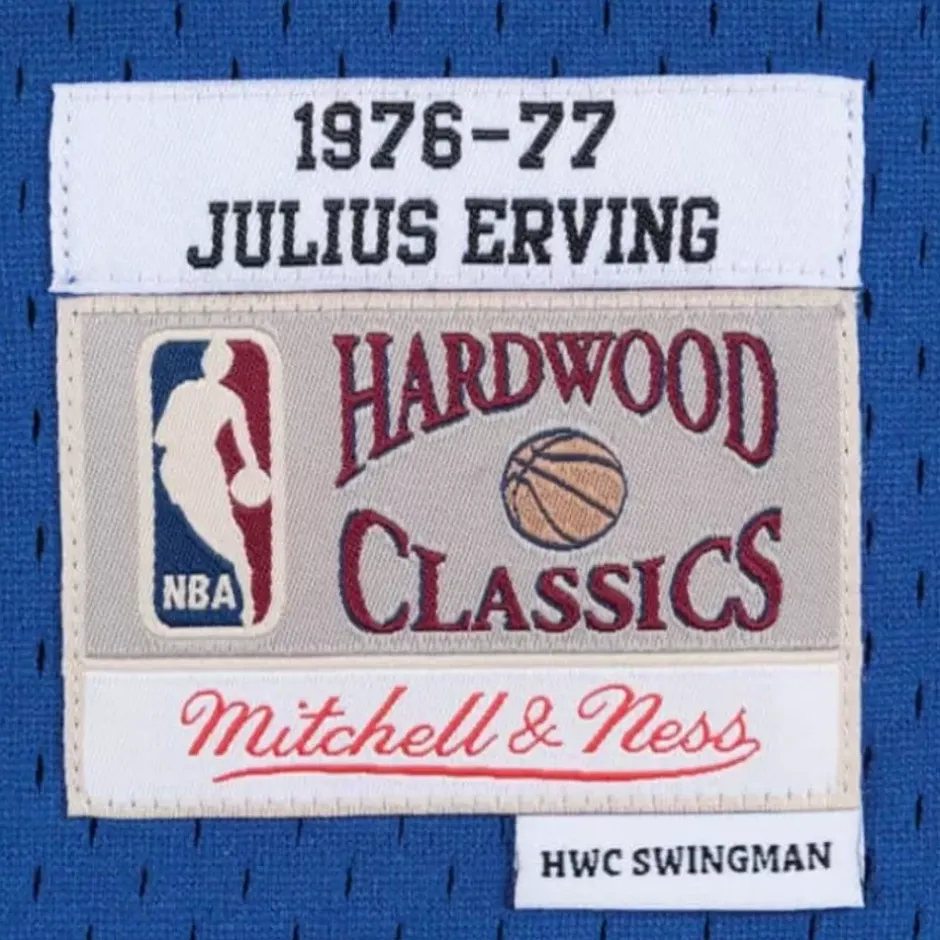 1976-77
JULIUS ERVING
HARDWOOD
CLASSICS
NBA
Mitchell & Ness
HWC SWINGMAN